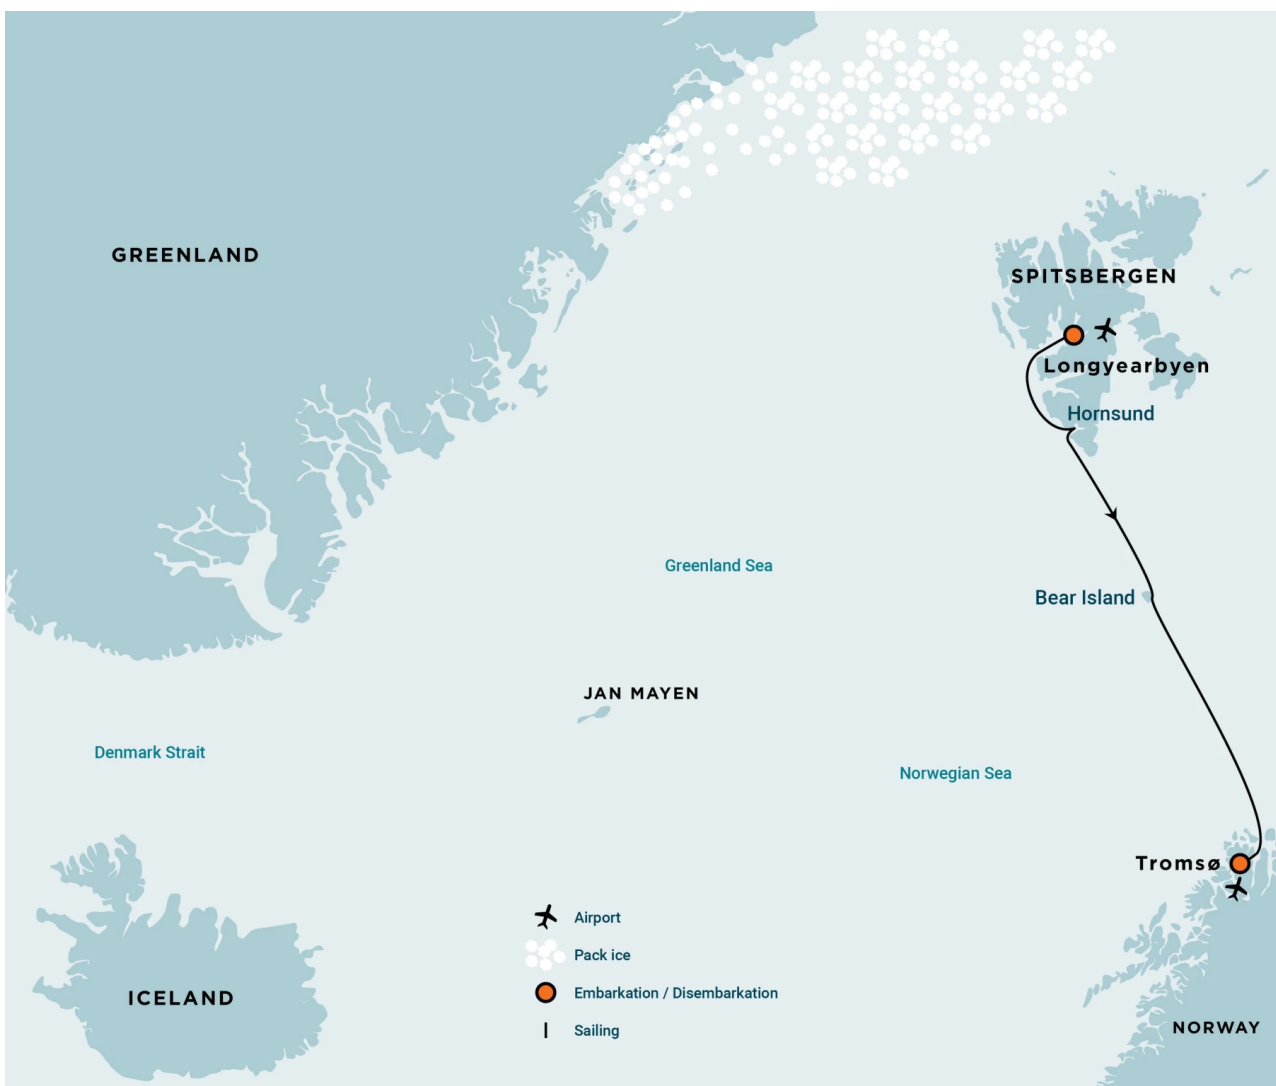 GREENLAND
SPITSBERGEN
Longyearbyen
Hornsund
Greenland Sea
Bear Island
JAN MAYEN
Denmark Strait
Norwegian Sea
Tromsø
Airport
Pack ice
Embarkation / Disembarkation
Sailing
ICELAND
NORWAY